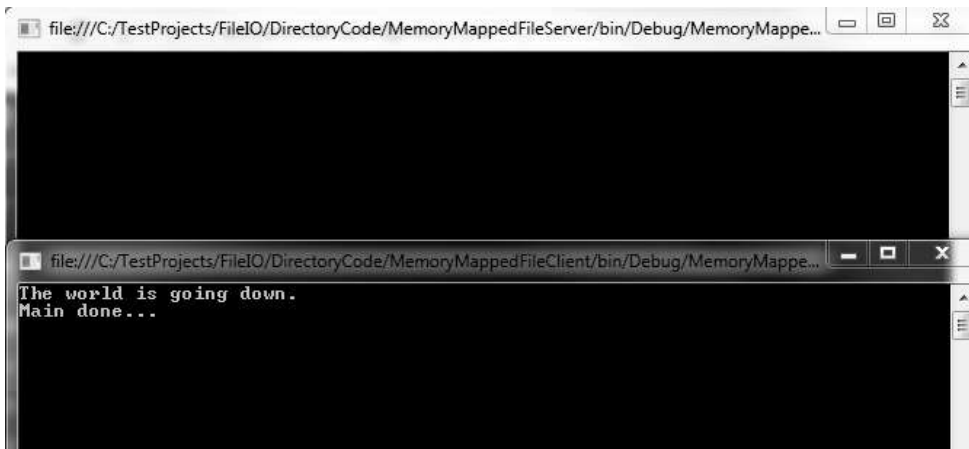 file:///C:/TestProjects/FileIO/DirectoryCode/MemoryMappedFileServer/bin/Debug/MemoryMappe...
file:///C:/TestProjects/FileIO/DirectoryCode/MemoryMappedFileClient/bin/Debug/MemoryMappe...
The world is going down.
Main done...